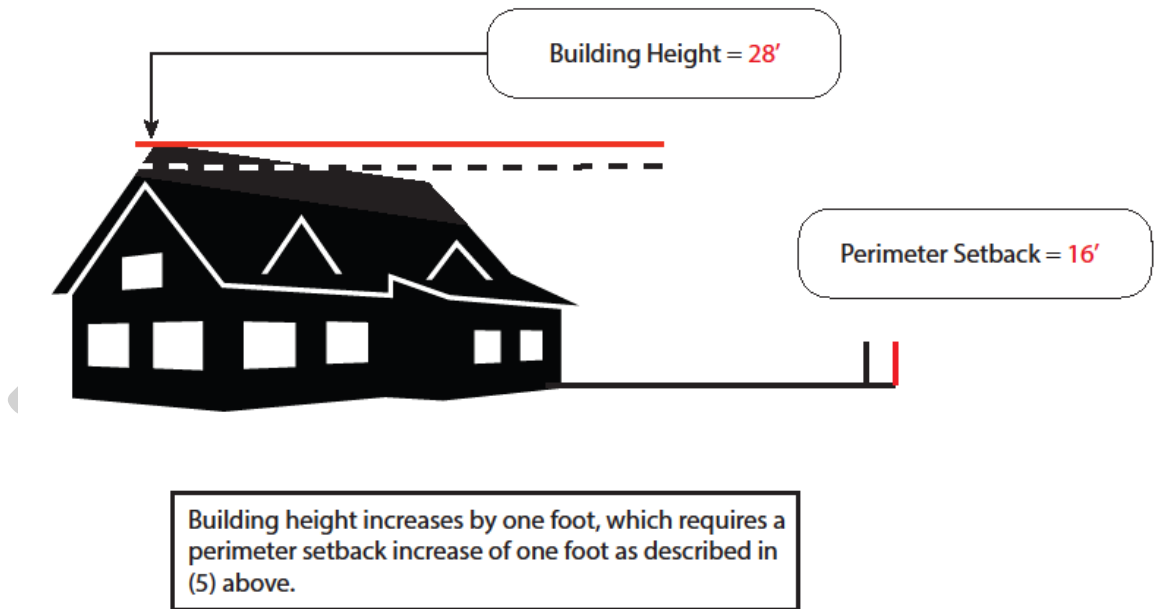 Building Height = 28′
Perimeter Setback = 16′
Building height increases by one foot, which requires a
perimeter setback increase of one foot as described in
(5) above.